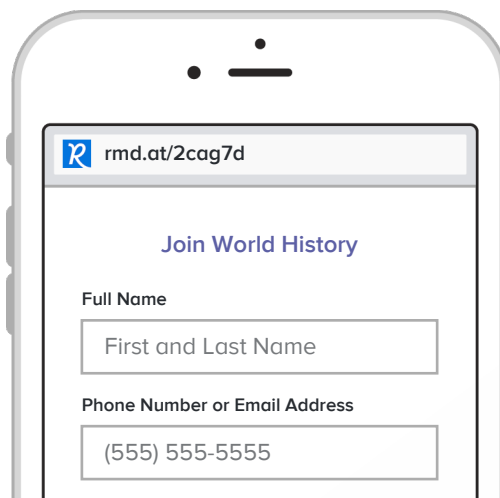 rmd.at/2cag7d
Join World History
Full Name
First and Last Name
Phone Number or Email Address
(555) 555-5555